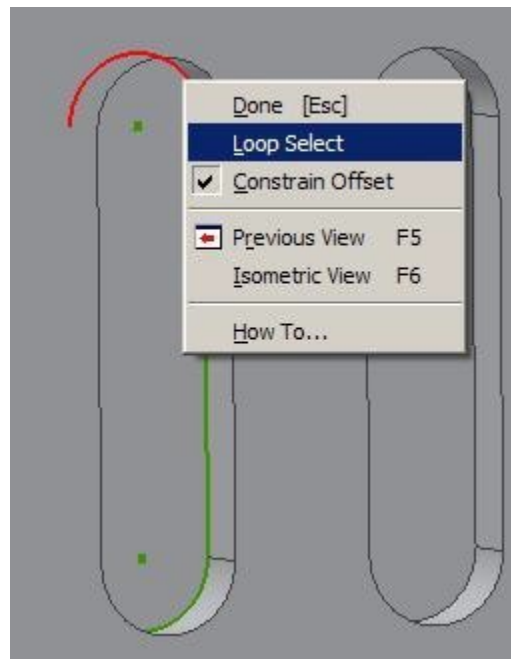 Done [Esc]
Loop Select
Constrain Offset
Previous View F5
Isometric View F6
How To...